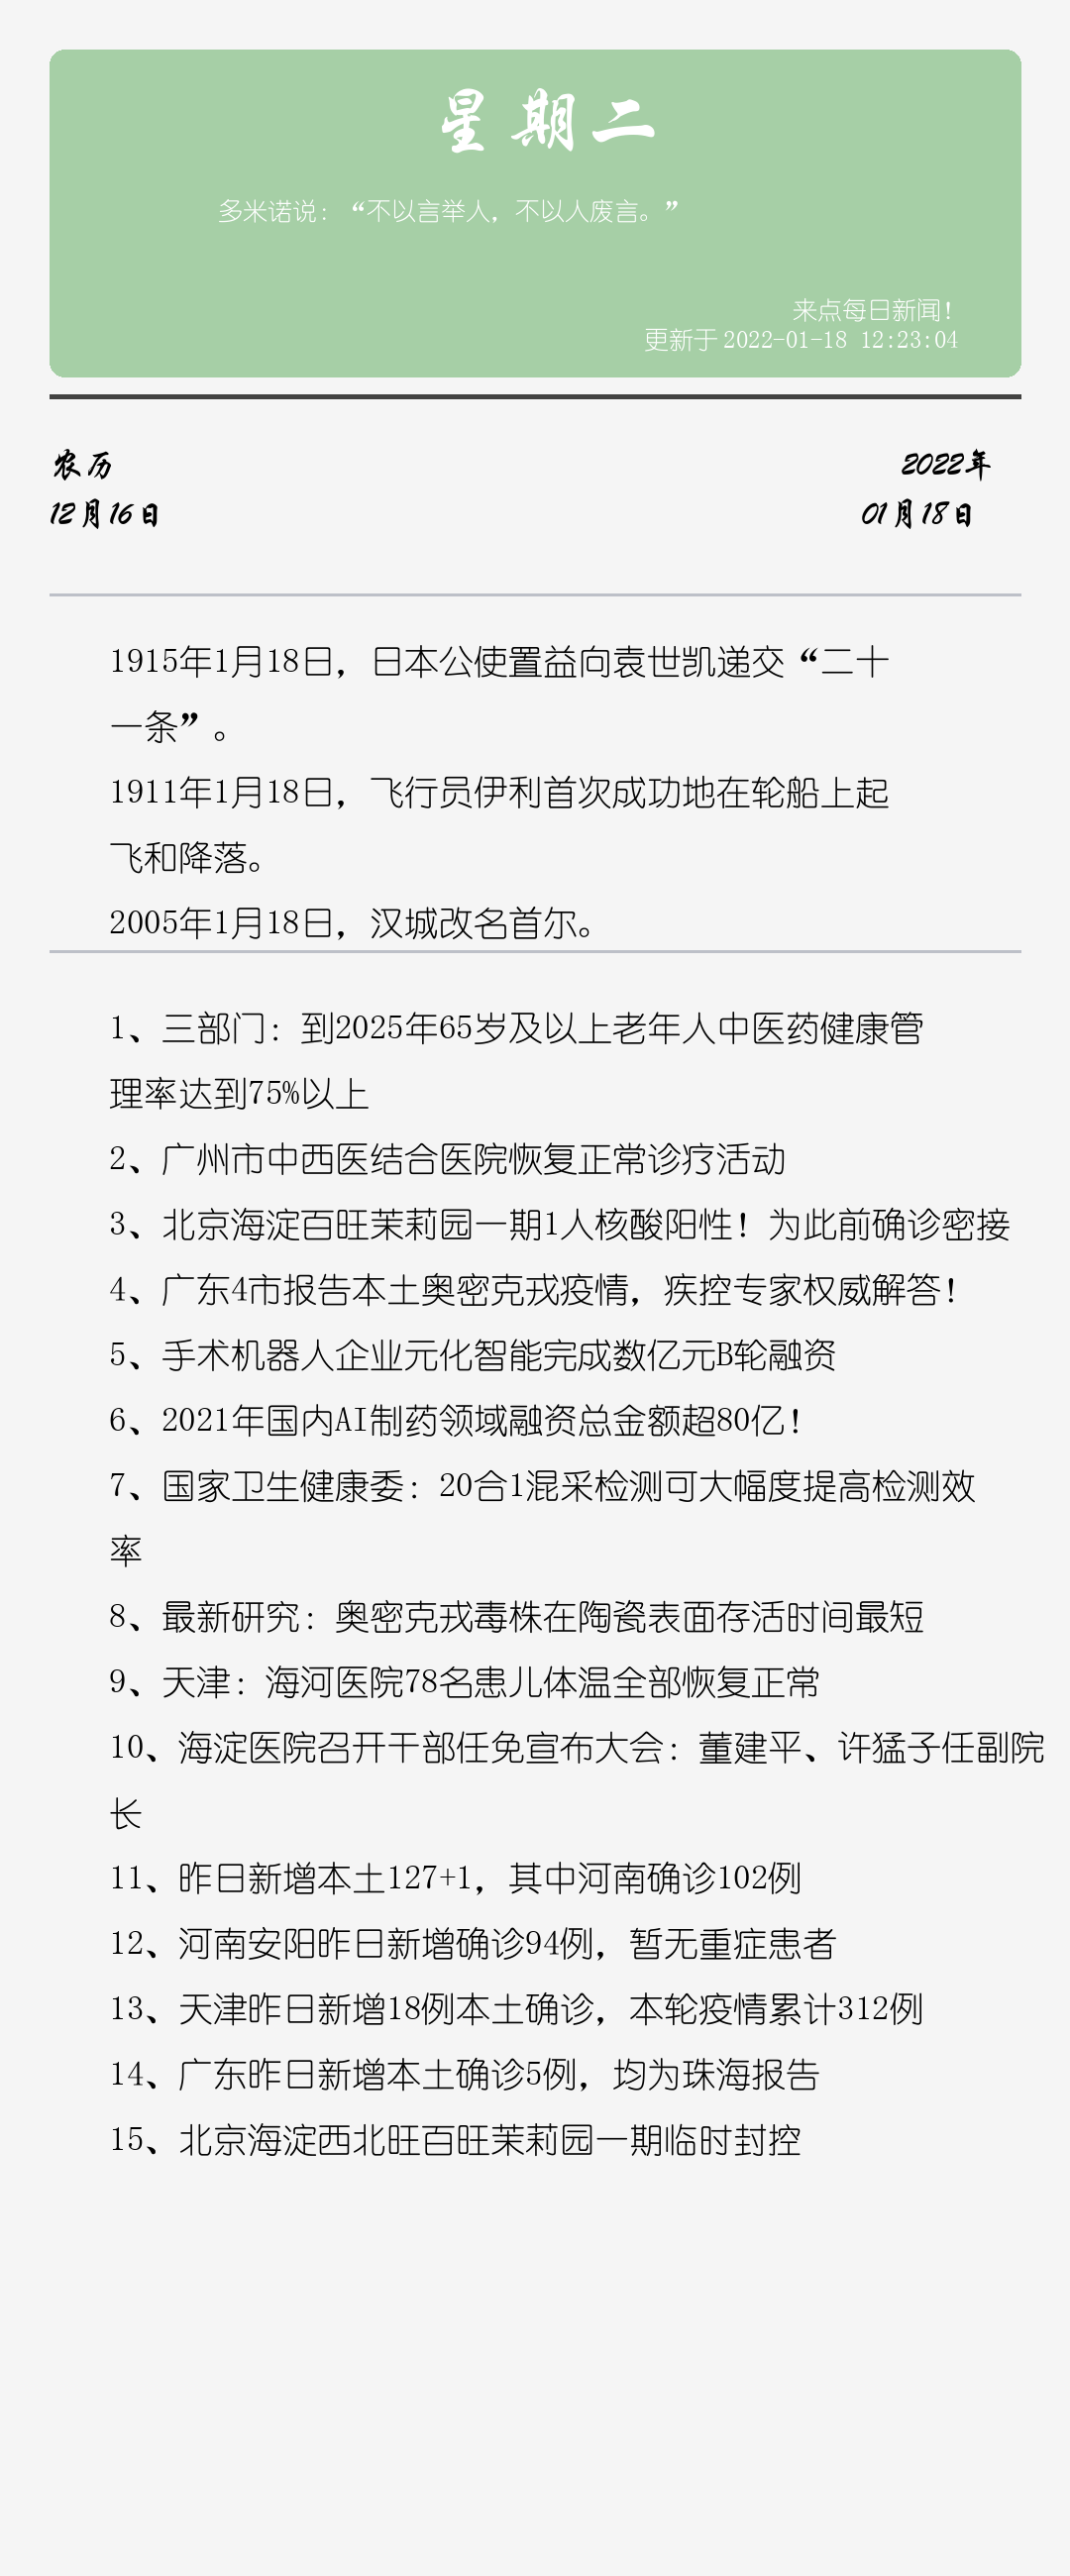 星期二
多米诺说：“不以言举人，不以人废言。”
来点每日新闻！
更新于 2022-01-18 12:23:04
农历
2022年
12月16日
01月18日
1915年1月18日，日本公使置益向袁世凯递交“二十
一条”。
1911年1月18日，飞行员伊利首次成功地在轮船上起
飞和降落。
2005年1月18日，汉城改名首尔。
1、三部门：到2025年65岁及以上老年人中医药健康管
理率达到75%以上
2、广州市中西医结合医院恢复正常诊疗活动
3、北京海淀百旺茉莉园一期1人核酸阳性！为此前确诊密接
4、广东4市报告本土奥密克戎疫情，疾控专家权威解答！
5、手术机器人企业元化智能完成数亿元B轮融资
6、2021年国内AI制药领域融资总金额超80亿！
7、国家卫生健康委：20合1混采检测可大幅度提高检测效
率
8、最新研究：奥密克戎毒株在陶瓷表面存活时间最短
9、天津：海河医院78名患儿体温全部恢复正常
10、海淀医院召开干部任免宣布大会：董建平、许猛子任副院
长
11、昨日新增本土127+1，其中河南确诊102例
12、河南安阳昨日新增确诊94例，暂无重症患者
13、天津昨日新增18例本土确诊，本轮疫情累计312例
14、广东昨日新增本土确诊5例，均为珠海报告
15、北京海淀西北旺百旺茉莉园一期临时封控